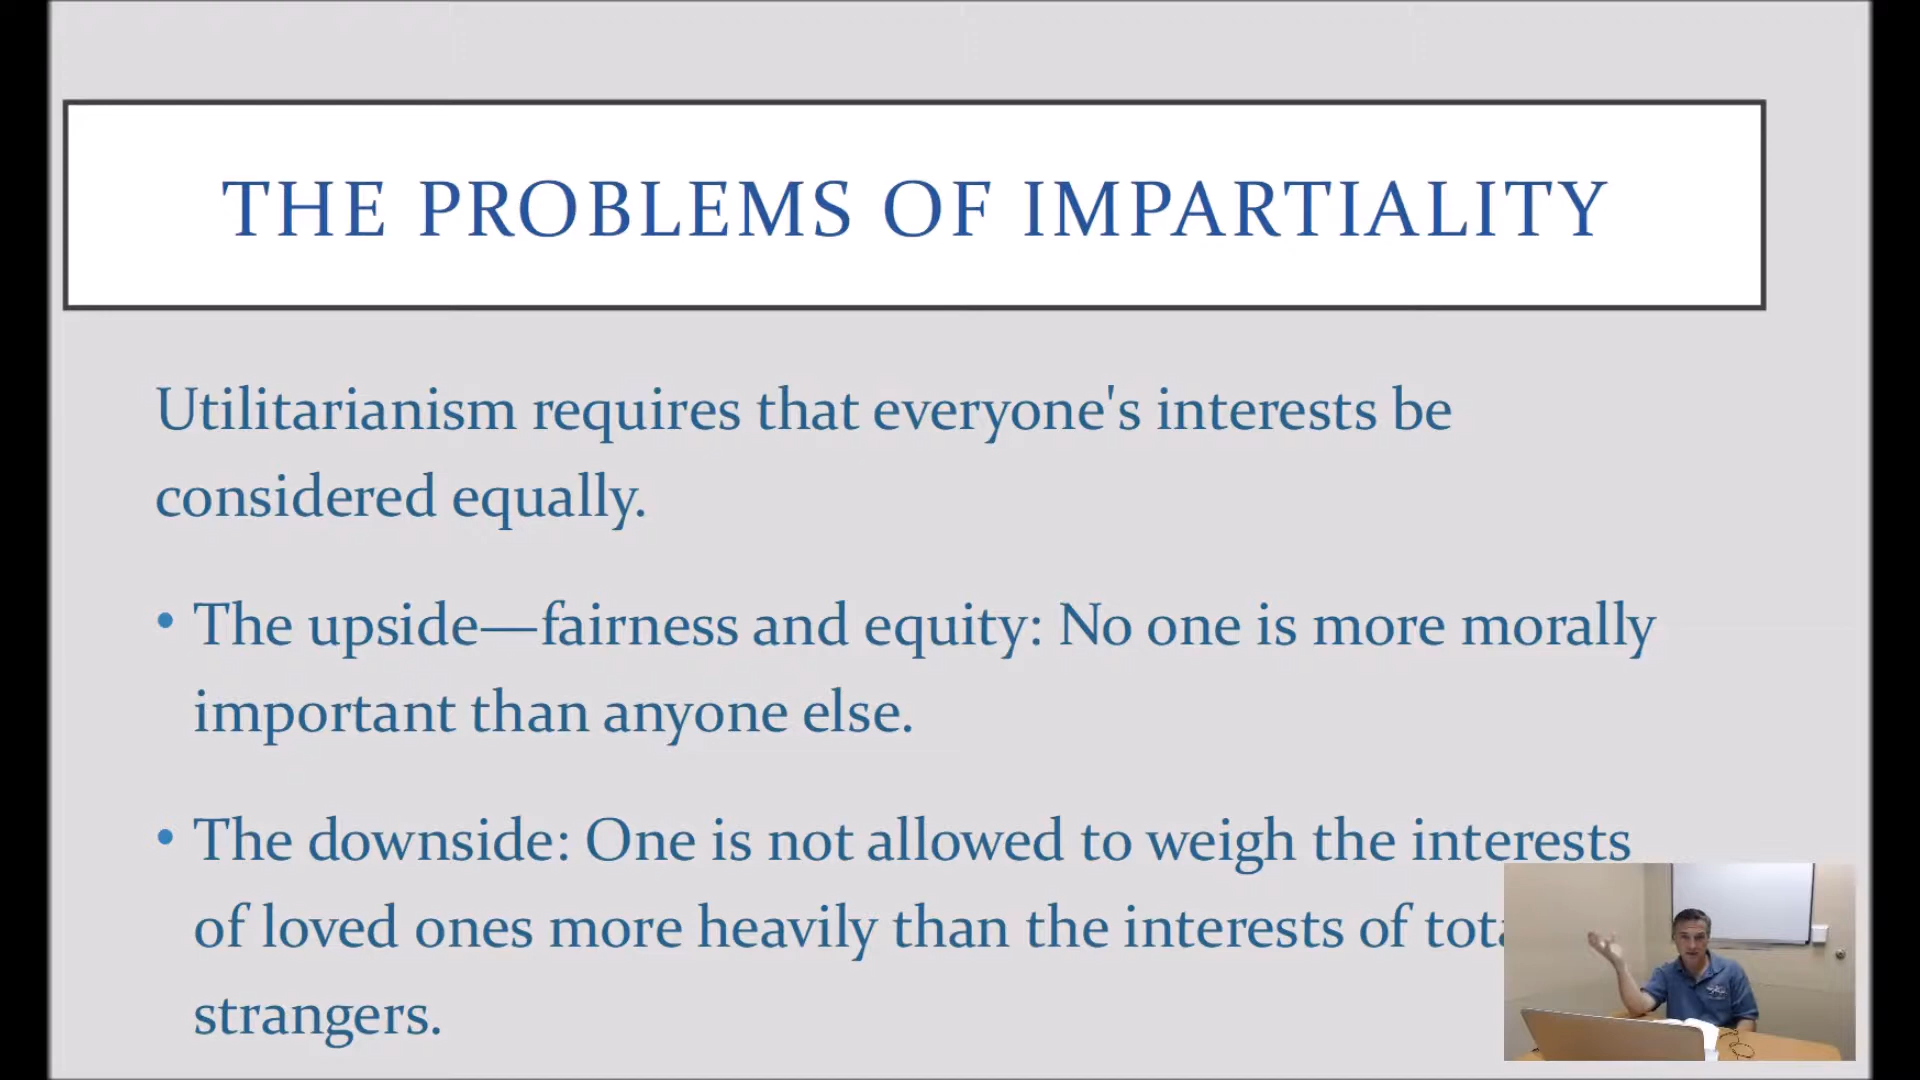 THE PROBLEMS OF IMPARTIALITY
Utilitarianism requires that everyone's interests be
considered equally.
• The upside—fairness and equity: No one is more morally
important than anyone else.
• The downside: One is not allowed to weigh the interests
of loved ones more heavily than the interests of
strangers.